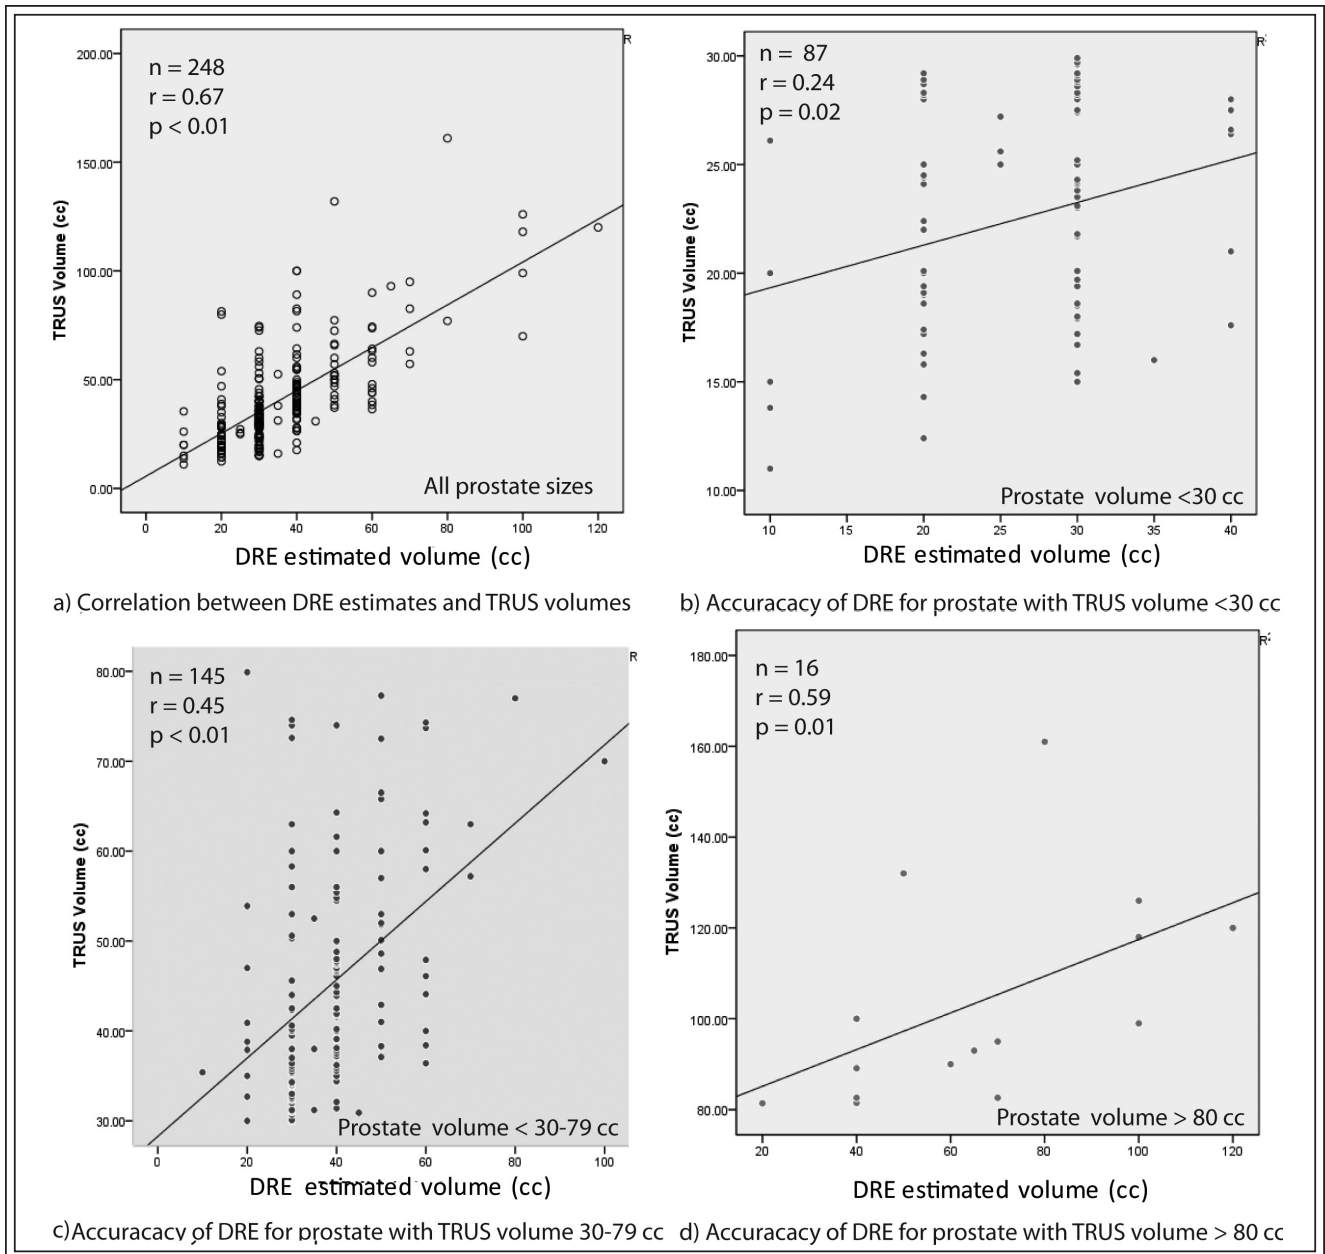 R
200.00
150.00
100.00
50.00
0.00
n = 248
r = 0.67
p < 0.01
TRUS Volume (cc)
All prostate sizes
0 20 40 60 80 100 120
DRE estimated volume (cc)
a) Correlation between DRE estimates and TRUS volumes
R²
30.00
25.00
20.00
15.00
10.00
n = 87
r = 0.24
p = 0.02
TRUS Volume (cc)
Prostate volume <30 cc
10 15 20 25 30 35 40
DRE estimated volume (cc)
b) Accuracacy of DRE for prostate with TRUS volume <30 cc
R
80.00
70.00
60.00
50.00
40.00
30.00
n = 145
r = 0.45
p < 0.01
TRUS Volume (cc)
Prostate volume < 30-79 cc
0 20 40 60 80 100
DRE estimated volume (cc)
c)Accuracacy of DRE for prostate with TRUS volume 30-79 cc
R²
180.00
160.00
140.00
120.00
100.00
80.00
n = 16
r = 0.59
p = 0.01
TRUS Volume (cc)
Prostate volume > 80 cc
20 40 60 80 100 120
DRE estimated volume (cc)
d) Accuracacy of DRE for prostate with TRUS volume > 80 cc